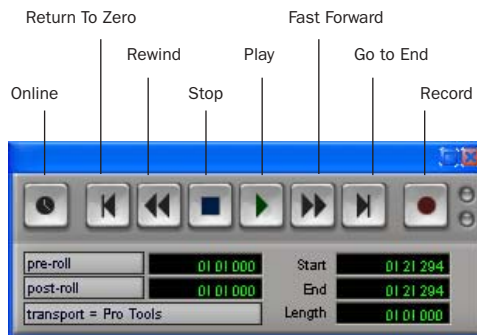 Return To Zero
Fast Forward
Rewind
Play
Go to End
Online
Stop
Record
pre-roll
01 01 000
Start
01 21 294
post-roll
01 01 000
End
01 21 294
transport = Pro Tools
Length
01 01 000